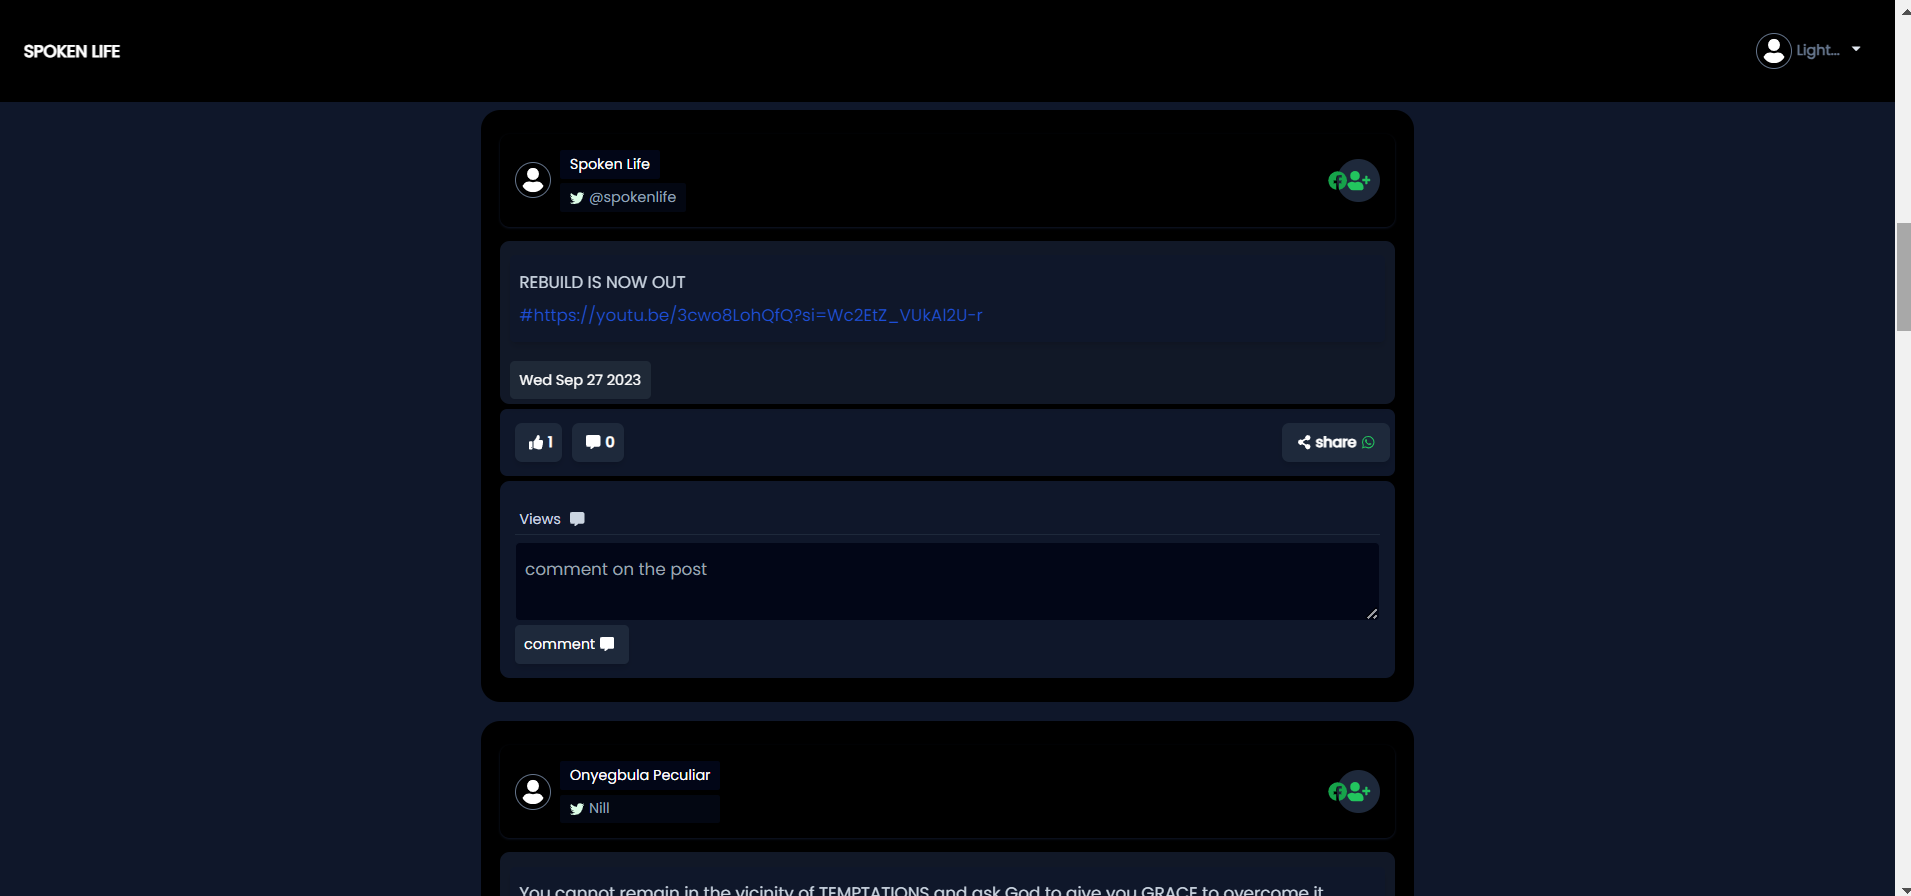 SPOKEN LIFE
Light...
Spoken Life
@spokenlife
REBUILD IS NOW OUT
#https://youtu.be/3cwo8LohQfQ?si=Wc2EtZ_VUkAl2U-r
Wed Sep 27 2023
1
0
share
Views
comment on the post
comment
Onyegbula Peculiar
Nill
You cannot remain in the vicinity of TEMPTATIONS and ask God to give you GRACE to overcome it